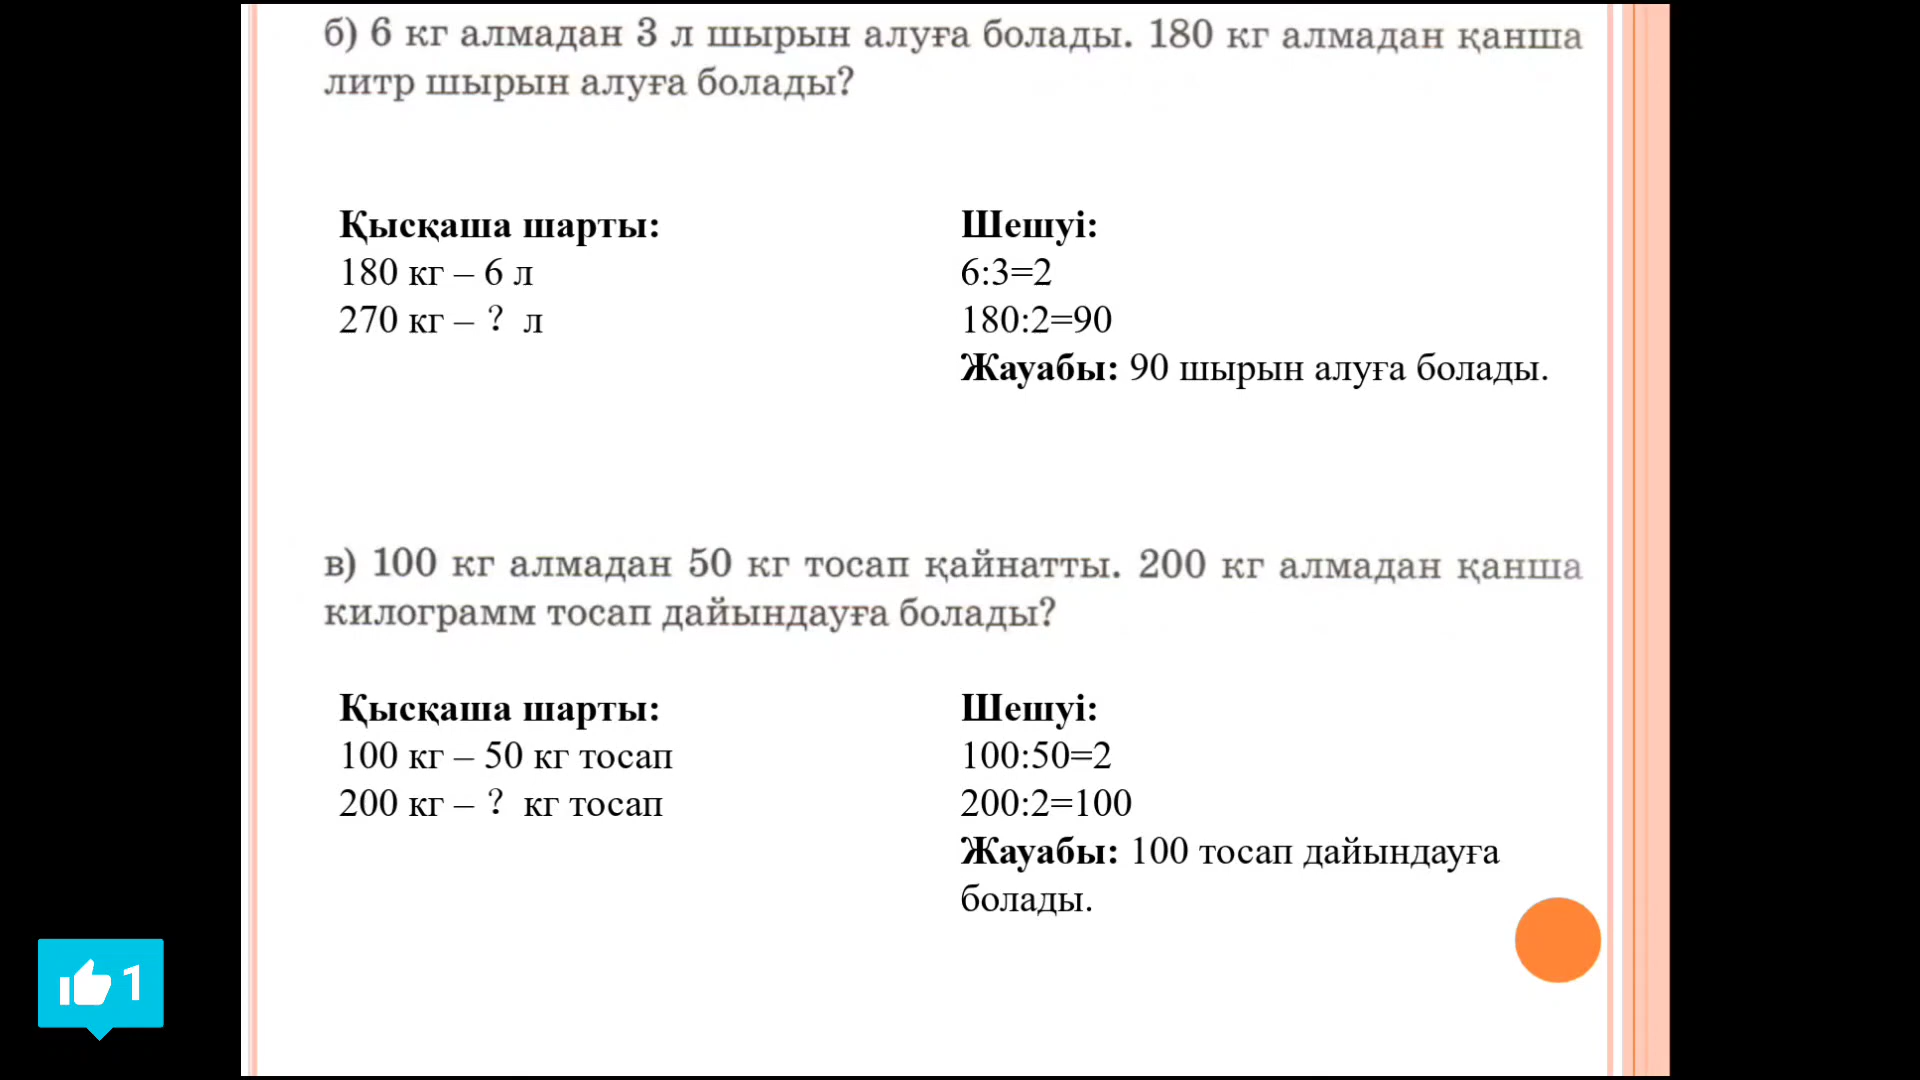 б) 6 кг алмадан 3 л шырын алуға болады. 180 кг алмадан қанша
литр шырын алуға болады?
Қысқаша шарты:
180 кг – 6 л
270 кг – ? л
Шешуі:
6:3=2
180:2=90
Жауабы: 90 шырын алуға болады.
в) 100 кг алмадан 50 кг тосап қайнатты. 200 кг алмадан қанша
килограмм тосап дайындауға болады?
Қысқаша шарты:
100 кг – 50 кг тосап
200 кг – ? кг тосап
Шешуі:
100:50=2
200:2=100
Жауабы: 100 тосап дайындауға
болады.
1